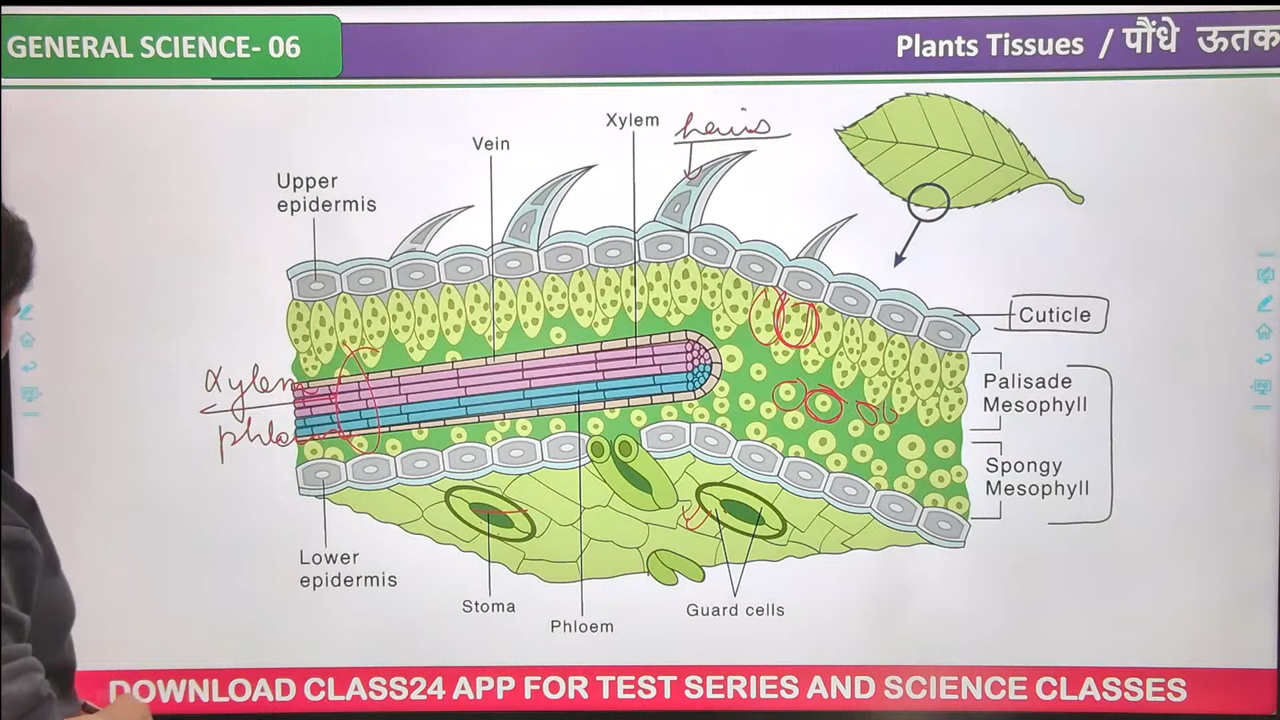 GENERAL SCIENCE- 06
Plants Tissues / पौंधे ऊतक
Xylem
hairs
Vein
Upper
epidermis
Cuticle
Xylem
Palisade
Mesophyll
Spongy
Mesophyll
Lower
epidermis
Stoma
Guard cells
Phloem
DOWNLOAD CLASS24 APP FOR TEST SERIES AND SCIENCE CLASSES